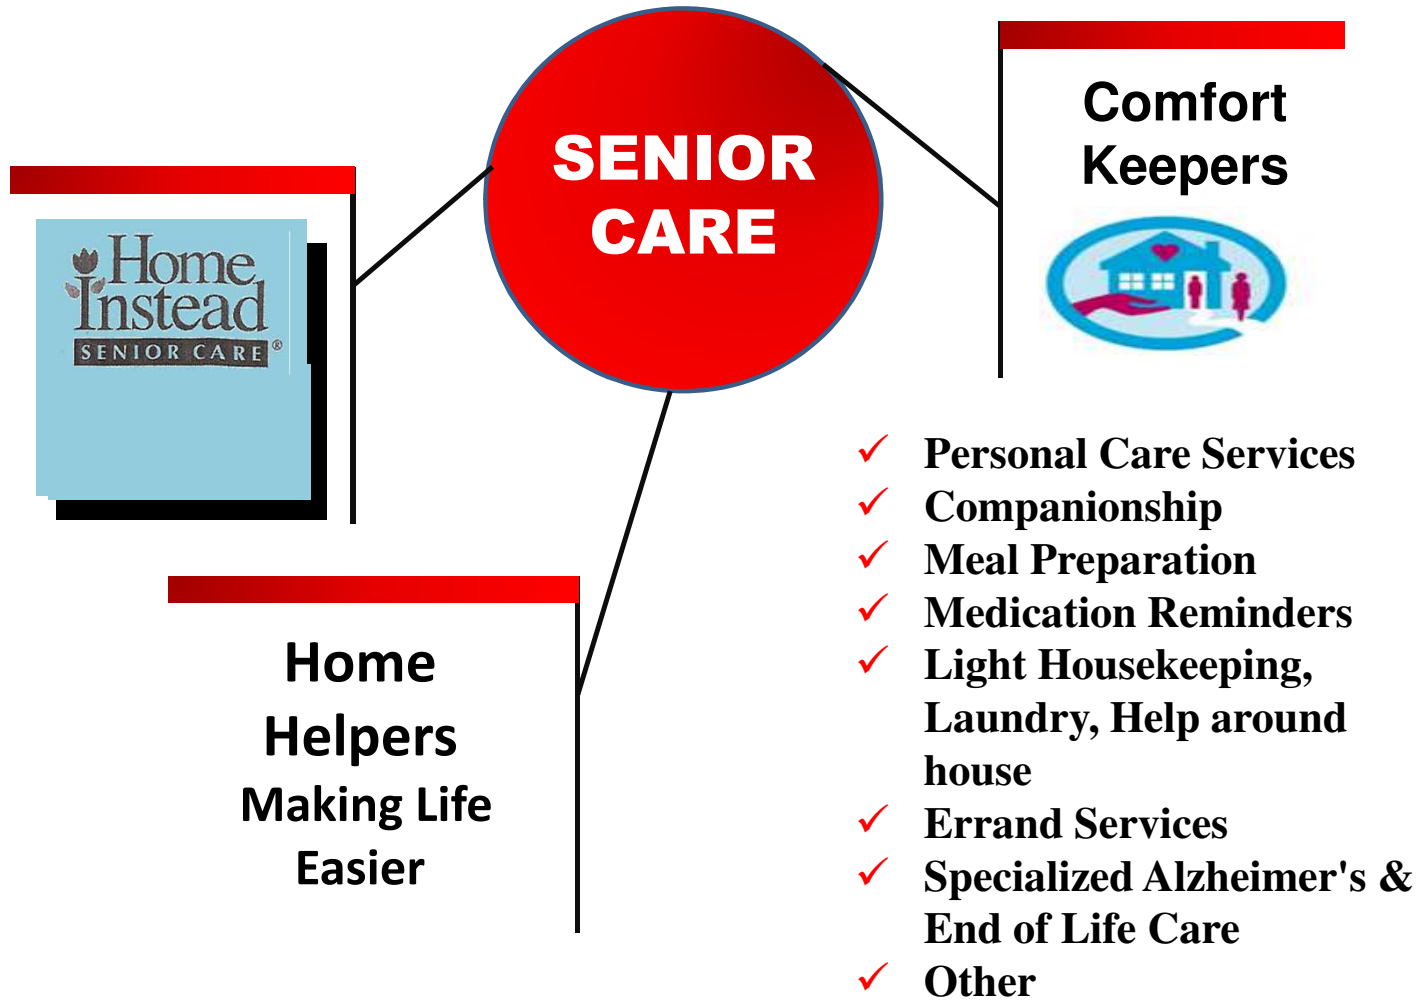 SENIOR
CARE
Comfort
Keepers
Home
Instead
SENIOR CARE®
Home
Helpers
Making Life
Easier
✓ Personal Care Services
✓ Companionship
✓ Meal Preparation
✓ Medication Reminders
✓ Light Housekeeping,
Laundry, Help around
house
✓ Errand Services
✓ Specialized Alzheimer's &
End of Life Care
✓ Other